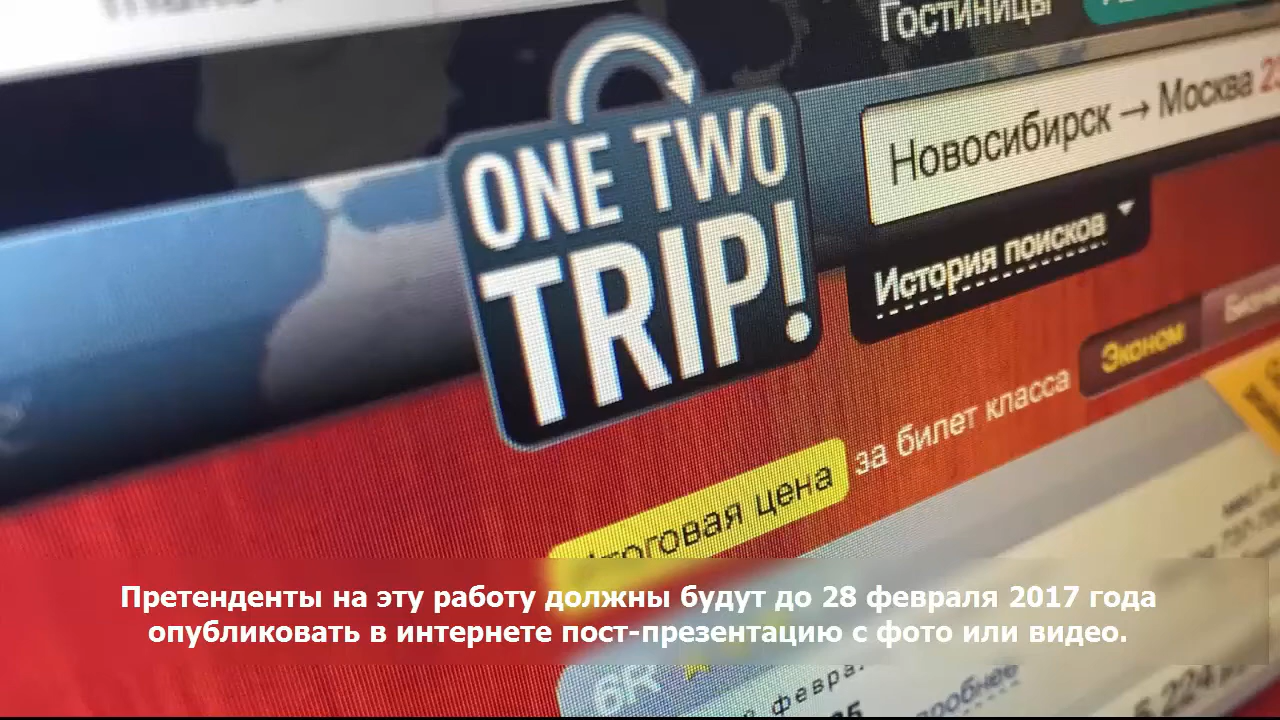 Гостиницы
ONE TWO
TRIP!
Новосибирск → Москва
История поисков
Эконом
за билет класса
Итоговая цена
Претенденты на эту работу должны будут до 28 февраля 2017 года
опубликовать в интернете пост-презентацию с фото или видео.
6R